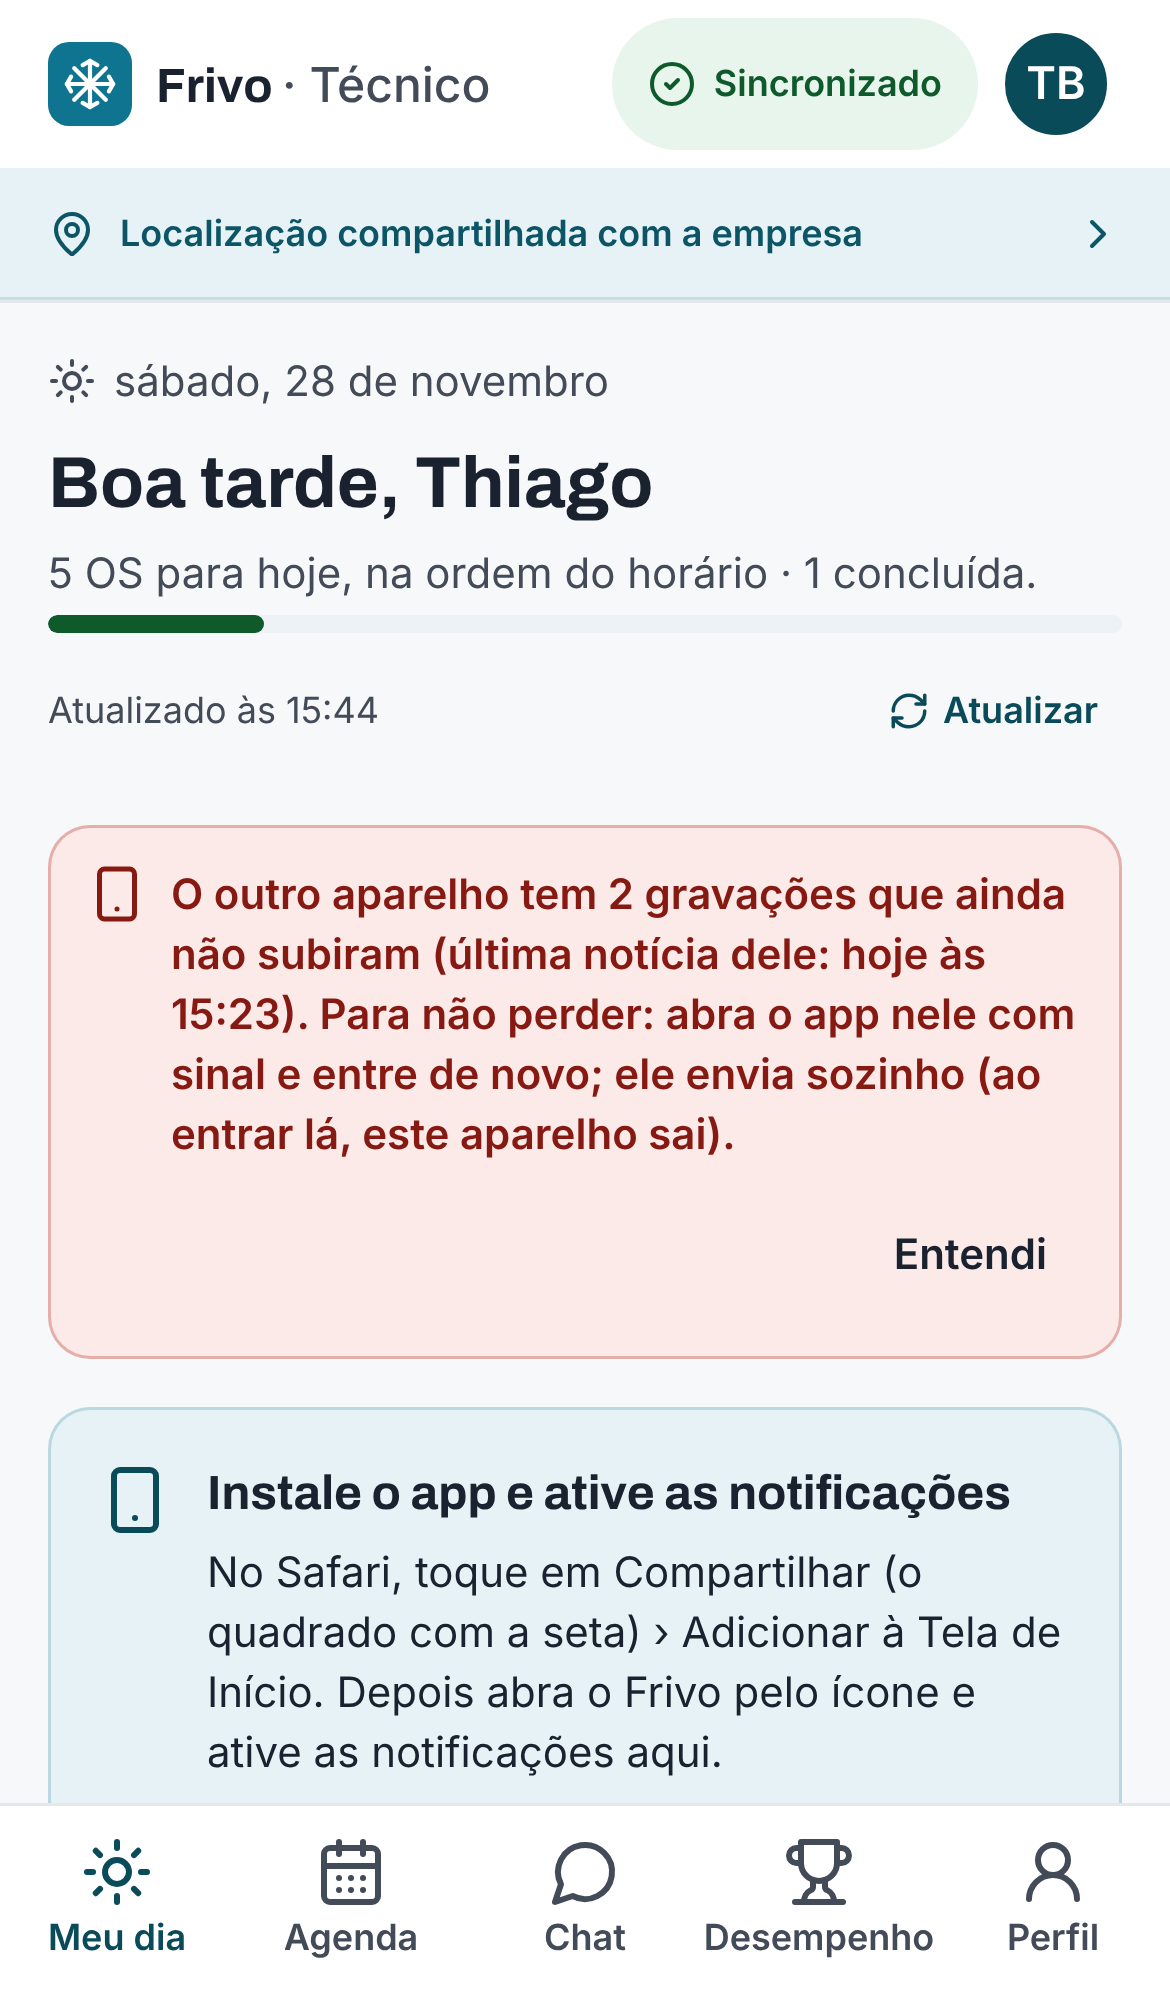 Frivo · Técnico
Sincronizado
TB
Localização compartilhada com a empresa
sábado, 28 de novembro
Boa tarde, Thiago
5 OS para hoje, na ordem do horário · 1 concluída.
Atualizado às 15:44
Atualizar
O outro aparelho tem 2 gravações que ainda
não subiram (última notícia dele: hoje às
15:23). Para não perder: abra o app nele com
sinal e entre de novo; ele envia sozinho (ao
entrar lá, este aparelho sai).
Entendi
Instale o app e ative as notificações
No Safari, toque em Compartilhar (o
quadrado com a seta) › Adicionar à Tela de
Início. Depois abra o Frivo pelo ícone e
ative as notificações aqui.
Meu dia
Agenda
Chat
Desempenho
Perfil